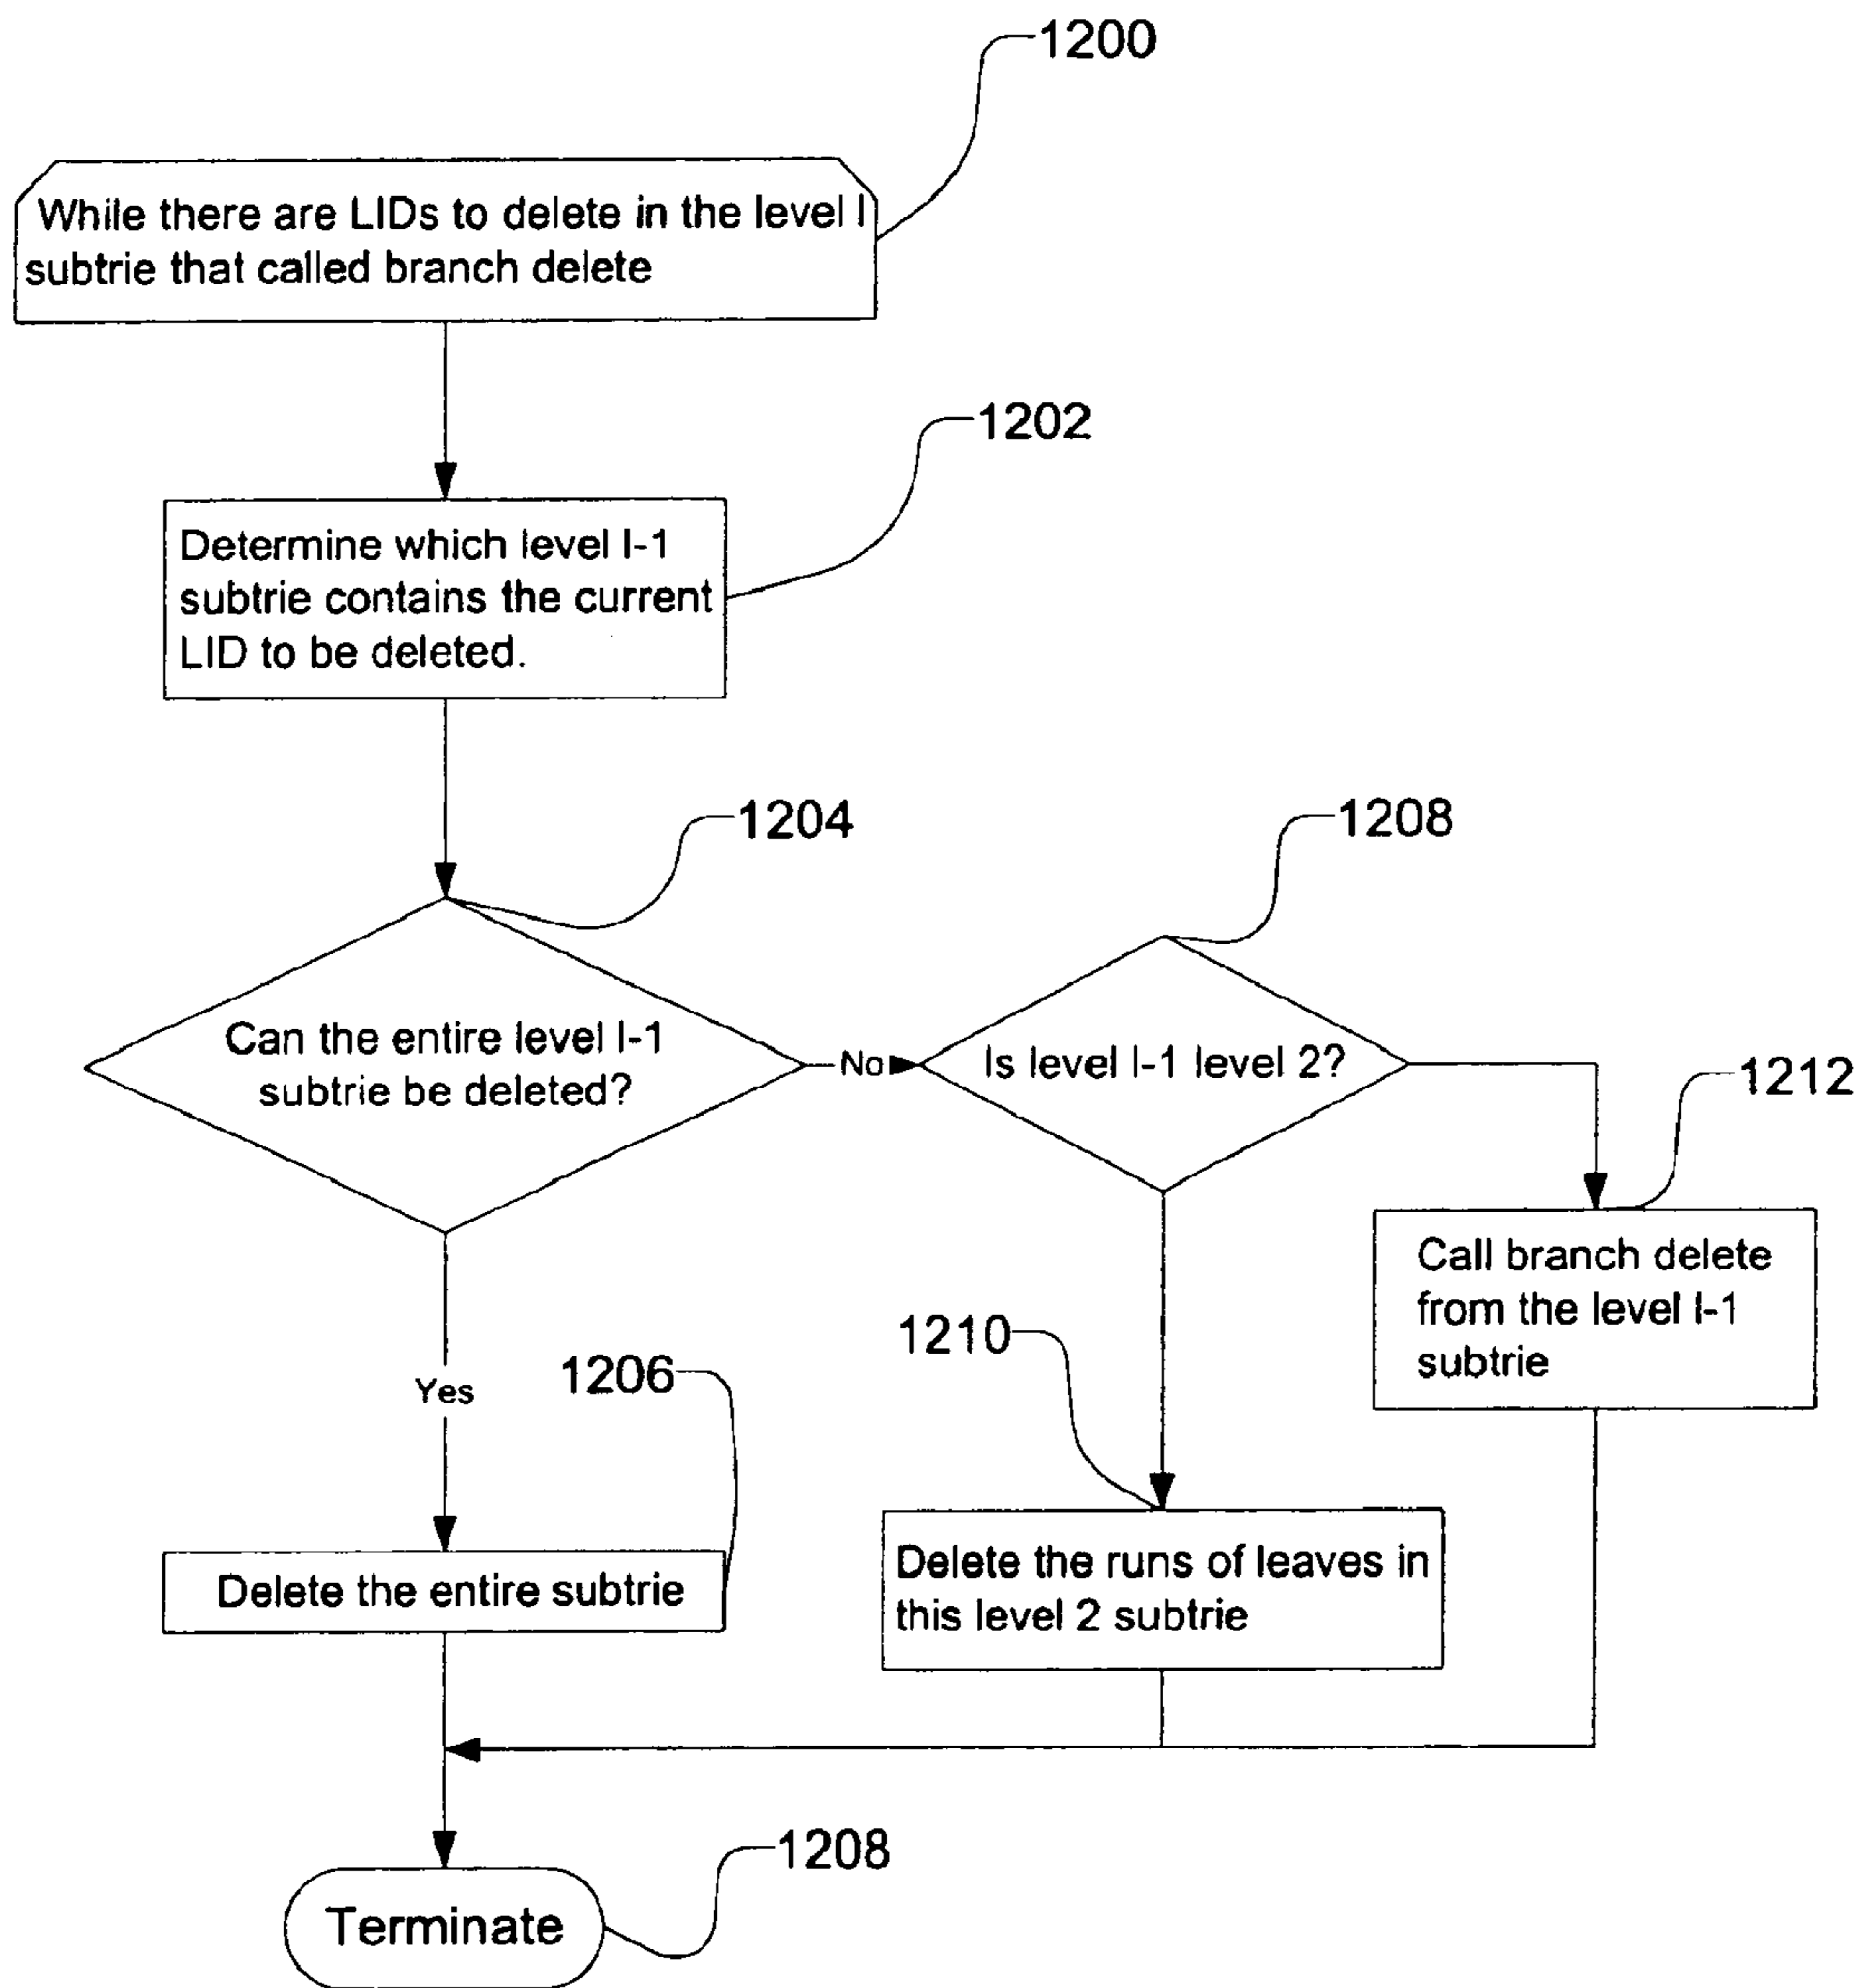 1200
While there are LIDs to delete in the level l
subtrie that called branch delete
1202
Determine which level l-1
subtrie contains the current
LID to be deleted.
1204
1208
Can the entire level l-1
subtrie be deleted?
No
Is level l-1 level 2?
1212
Call branch delete
from the level l-1
subtrie
1210
1206
Yes
Delete the entire subtrie
Delete the runs of leaves in
this level 2 subtrie
1208
Terminate